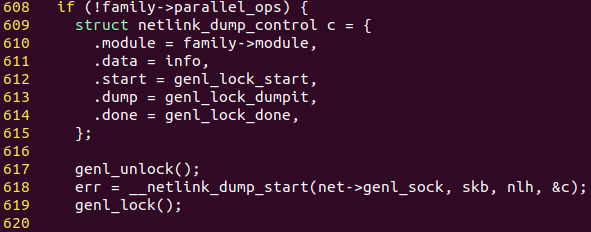 608   if (!family->parallel_ops) {
609     struct netlink_dump_control c = {
610       .module = family->module,
611       .data = info,
612       .start = genl_lock_start,
613       .dump = genl_lock_dumpit,
614       .done = genl_lock_done,
615     };
616
617     genl_unlock();
618     err = __netlink_dump_start(net->genl_sock, skb, nlh, &c);
619     genl_lock();
620